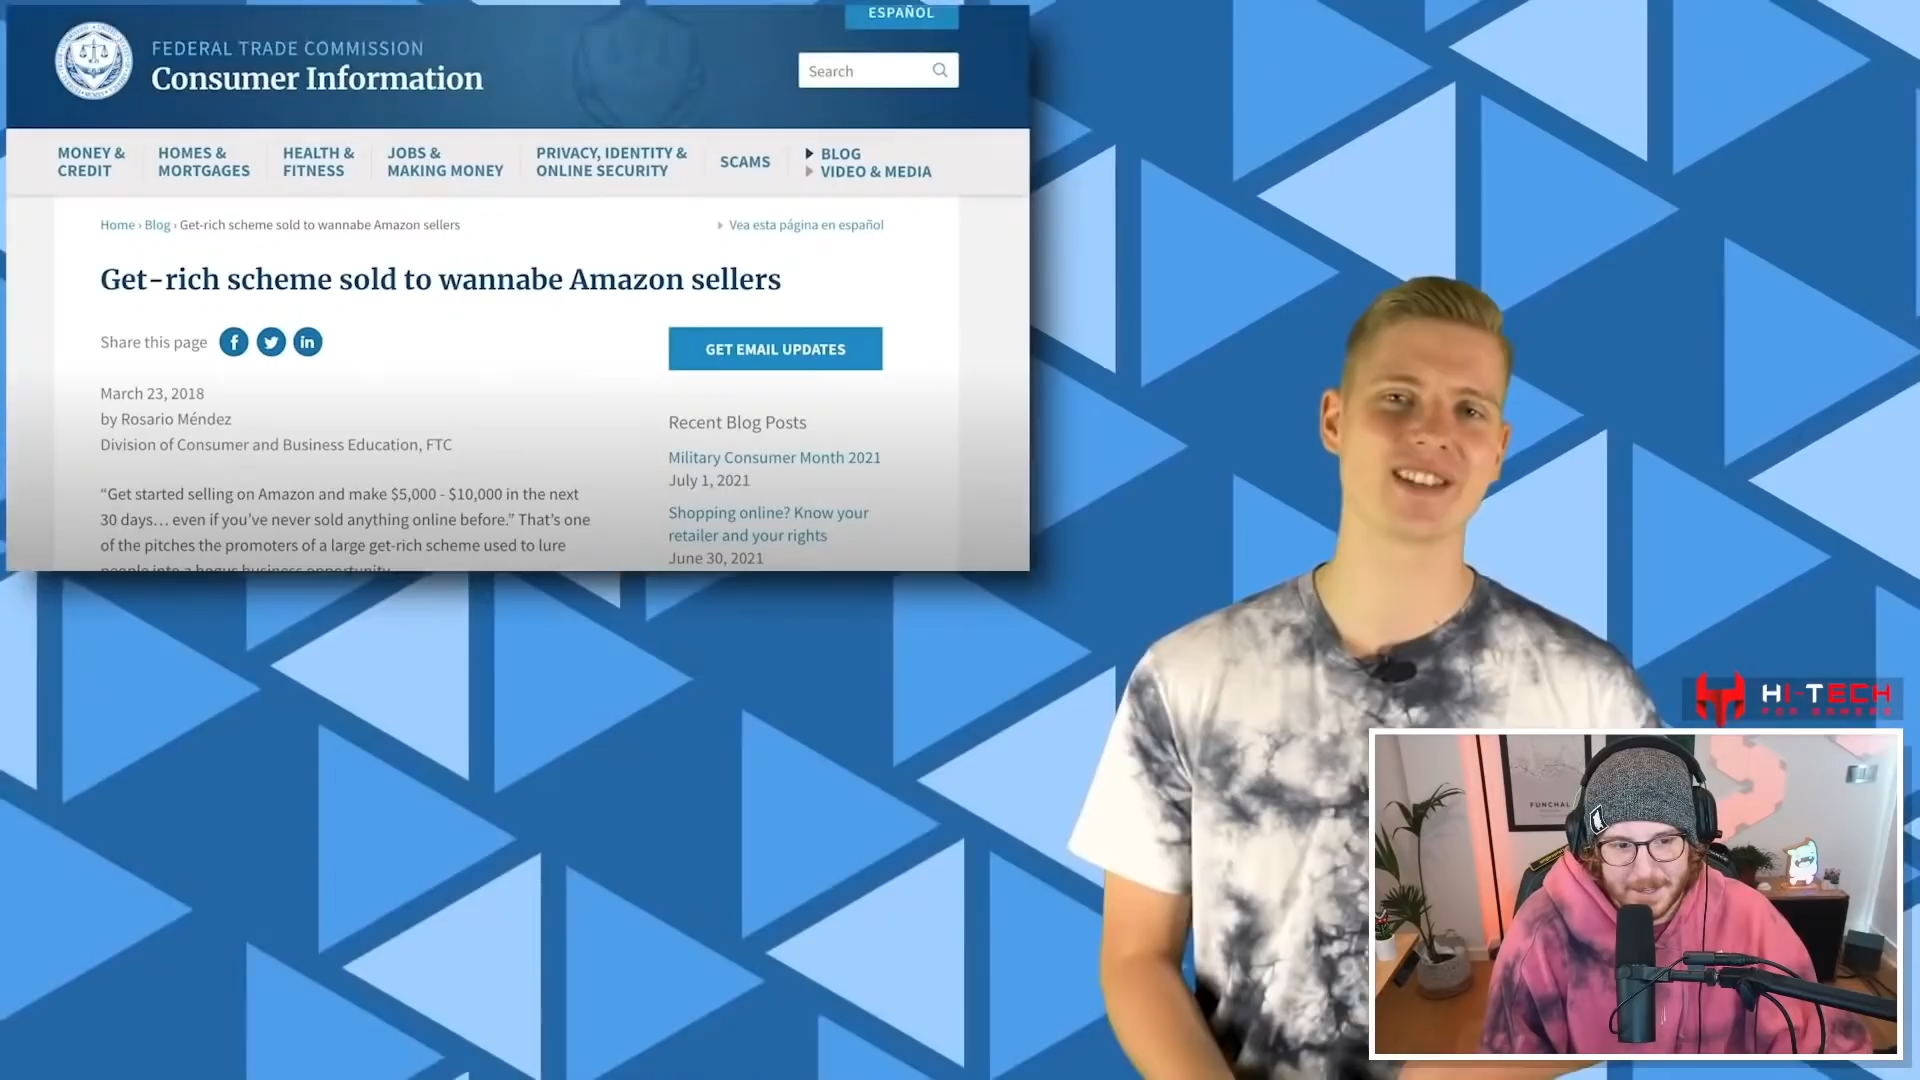 ESPAÑOL
FEDERAL TRADE COMMISSION
Consumer Information
Search
MONEY &
CREDIT
HOMES &
MORTGAGES
HEALTH &
FITNESS
JOBS &
MAKING MONEY
PRIVACY, IDENTITY &
ONLINE SECURITY
SCAMS
BLOG
VIDEO & MEDIA
Home › Blog › Get-rich scheme sold to wannabe Amazon sellers
Vea esta página en español
Get-rich scheme sold to wannabe Amazon sellers
Share this page
GET EMAIL UPDATES
March 23, 2018
by Rosario Méndez
Division of Consumer and Business Education, FTC
“Get started selling on Amazon and make $5,000 - $10,000 in the next
30 days… even if you’ve never sold anything online before.” That’s one
of the pitches the promoters of a large get-rich scheme used to lure
people into a bogus business opportunity.
Recent Blog Posts
Military Consumer Month 2021
July 1, 2021
Shopping online? Know your
retailer and your rights
June 30, 2021
HI-TECH
FUNCHAL